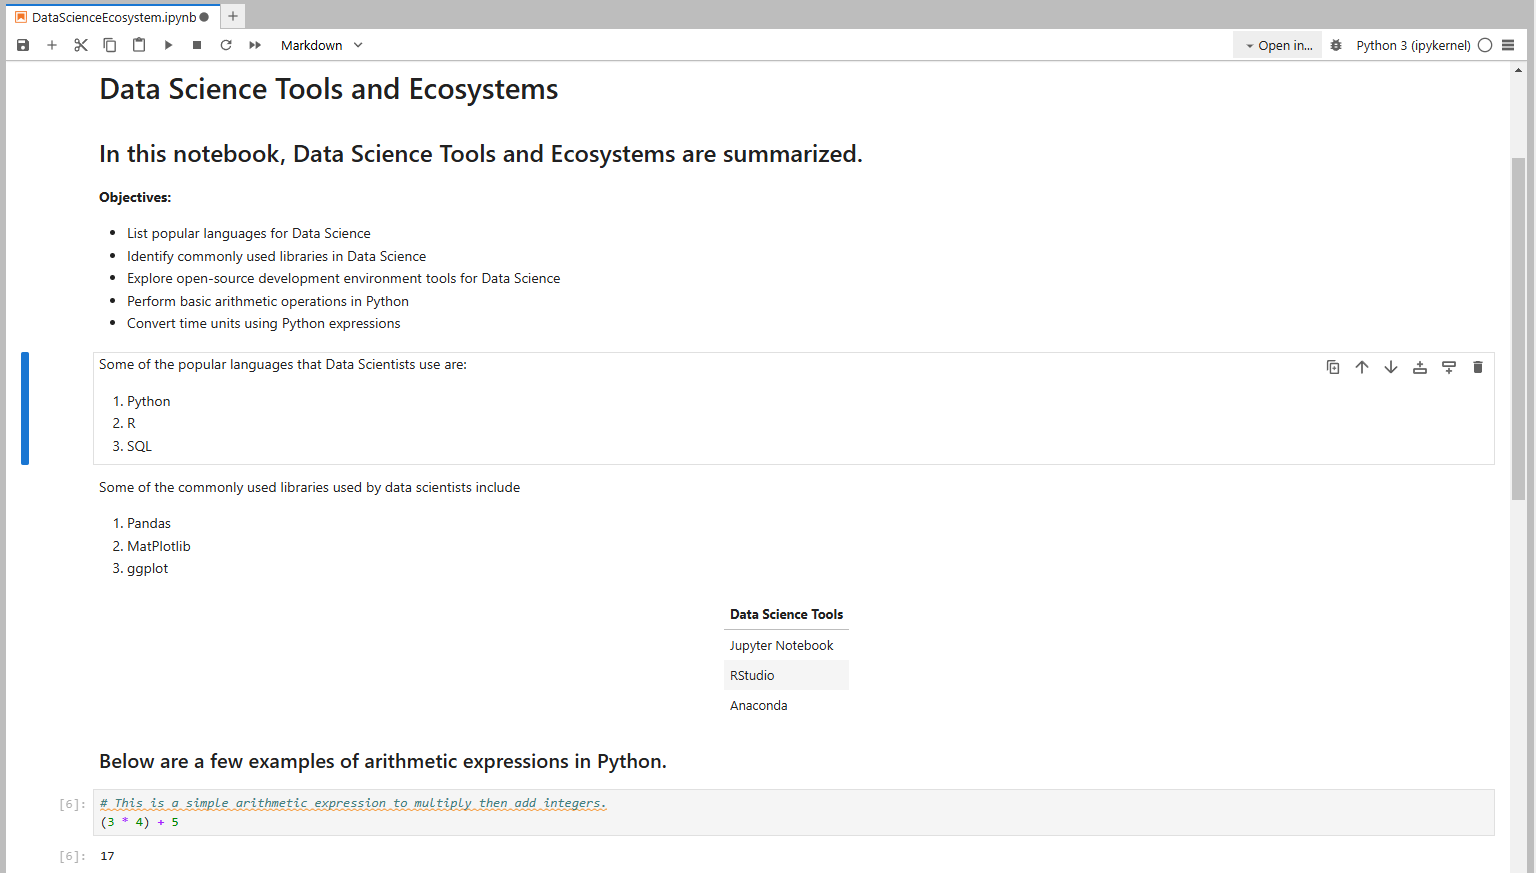 DataScienceEcosystem.ipynb
Markdown
Open in...
Python 3 (ipykernel)
Data Science Tools and Ecosystems
In this notebook, Data Science Tools and Ecosystems are summarized.
Objectives:
• List popular languages for Data Science
• Identify commonly used libraries in Data Science
• Explore open-source development environment tools for Data Science
• Perform basic arithmetic operations in Python
• Convert time units using Python expressions
Some of the popular languages that Data Scientists use are:
1. Python
2. R
3. SQL
Some of the commonly used libraries used by data scientists include
1. Pandas
2. MatPlotlib
3. ggplot
Data Science Tools
Jupyter Notebook
RStudio
Anaconda
Below are a few examples of arithmetic expressions in Python.
[6]: # This is a simple arithmetic expression to multiply then add integers.
(3 * 4) + 5
[6]: 17